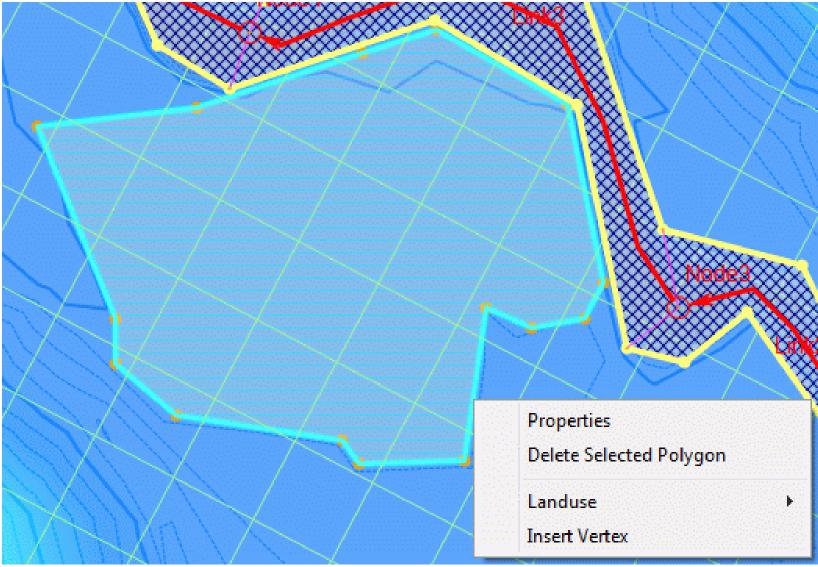 Link3
Node3
Properties
Delete Selected Polygon
Landuse
Insert Vertex